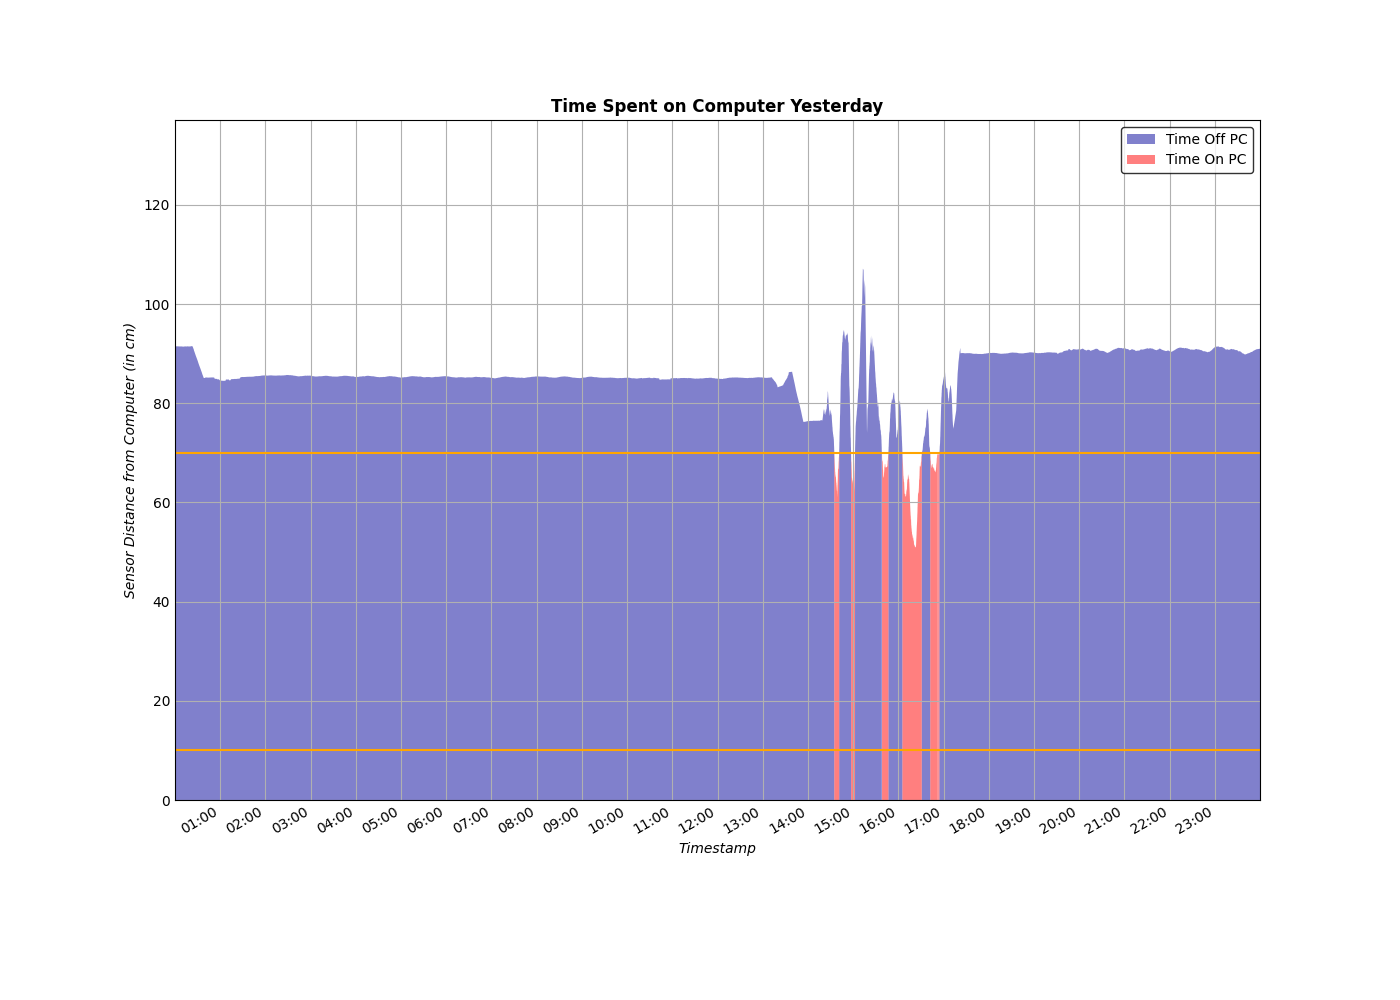 Time Spent on Computer Yesterday
Time Off PC
Time On PC
Sensor Distance from Computer (in cm)
120
100
80
60
40
20
0
01:00 02:00 03:00 04:00 05:00 06:00 07:00 08:00 09:00 10:00 11:00 12:00 13:00 14:00 15:00 16:00 17:00 18:00 19:00 20:00 21:00 22:00 23:00
Timestamp